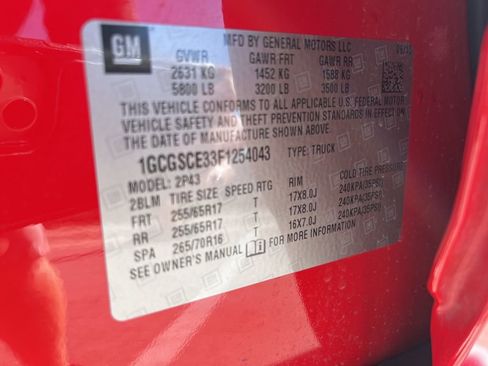 GM
MFD BY GENERAL MOTORS LLC
GVWR GAWR FRT GAWR RR
2631 KG 1452 KG 1588 KG
5800 LB 3200 LB 3500 LB
THIS VEHICLE CONFORMS TO ALL APPLICABLE U.S. FEDERAL MOTOR
VEHICLE SAFETY AND THEFT PREVENTION STANDARDS IN EFFECT ON
THE DATE OF MANUFACTURE SHOWN ABOVE.
1GCGSCE33F1254043 TYPE: TRUCK
MODEL: 2P43
2BLM TIRE SIZE SPEED RTG RIM COLD TIRE PRESSURE
FRT 255/65R17 T 17X8.0J 240KPA(35PSI)
RR 255/65R17 T 17X8.0J 240KPA(35PSI)
SPA 265/70R16 T 16X7.0J 240KPA(35PSI)
SEE OWNER'S MANUAL FOR MORE INFORMATION.